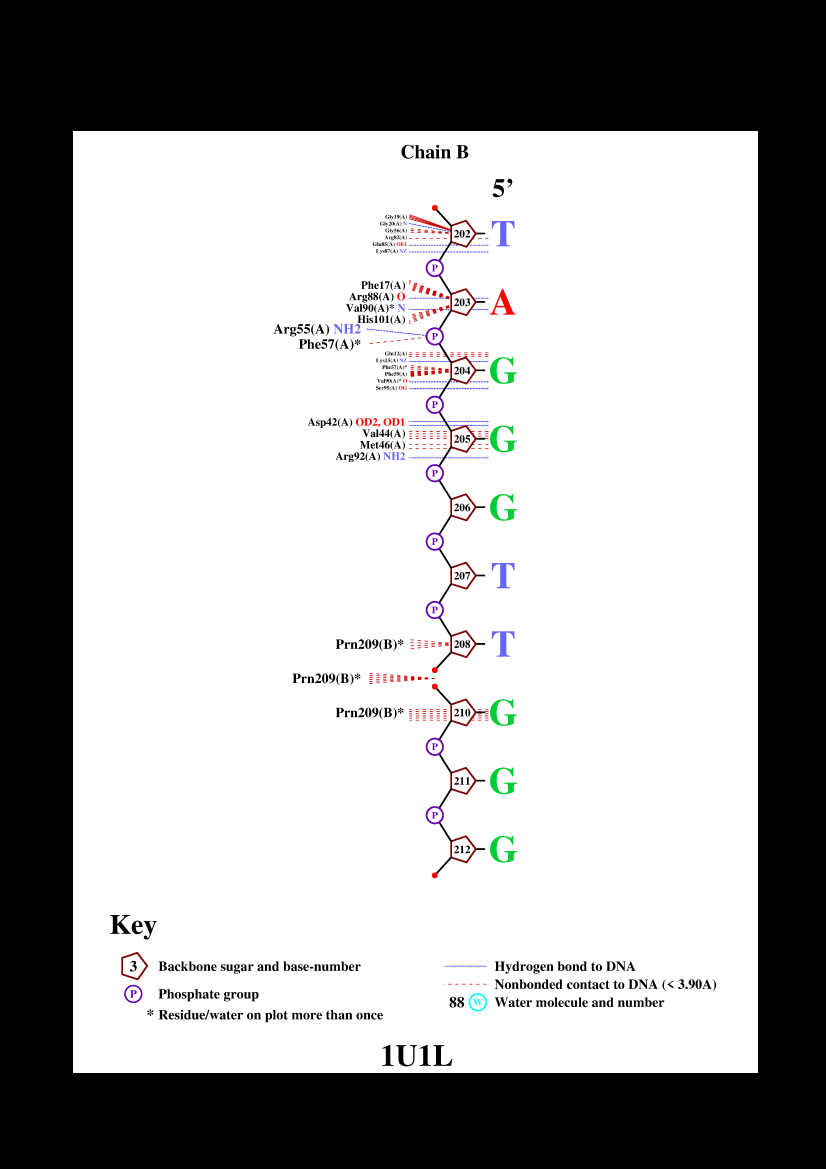 Chain B
5’
Gly19(A)
Gly20(A) N
Gly56(A)
Arg82(A)
Glu85(A) OE1
Lys87(A) NZ
202 T
P
Phe17(A)
Arg88(A) O
Val90(A)* N
His101(A)
203 A
Arg55(A) NH2
P
Phe57(A)*
Gln12(A)
Lys15(A) NZ
Phe57(A)*
Phe59(A)
Val90(A)* O
Ser95(A) OG
204 G
P
Asp42(A) OD2, OD1
Val44(A)
Met46(A)
Arg92(A) NH2
205 G
P
206 G
P
207 T
P
Prn209(B)* 208 T
Prn209(B)*
Prn209(B)* 210 G
P
211 G
P
212 G
Key
3 Backbone sugar and base-number
P Phosphate group
* Residue/water on plot more than once
Hydrogen bond to DNA
Nonbonded contact to DNA (< 3.90A)
88 W Water molecule and number
1U1L